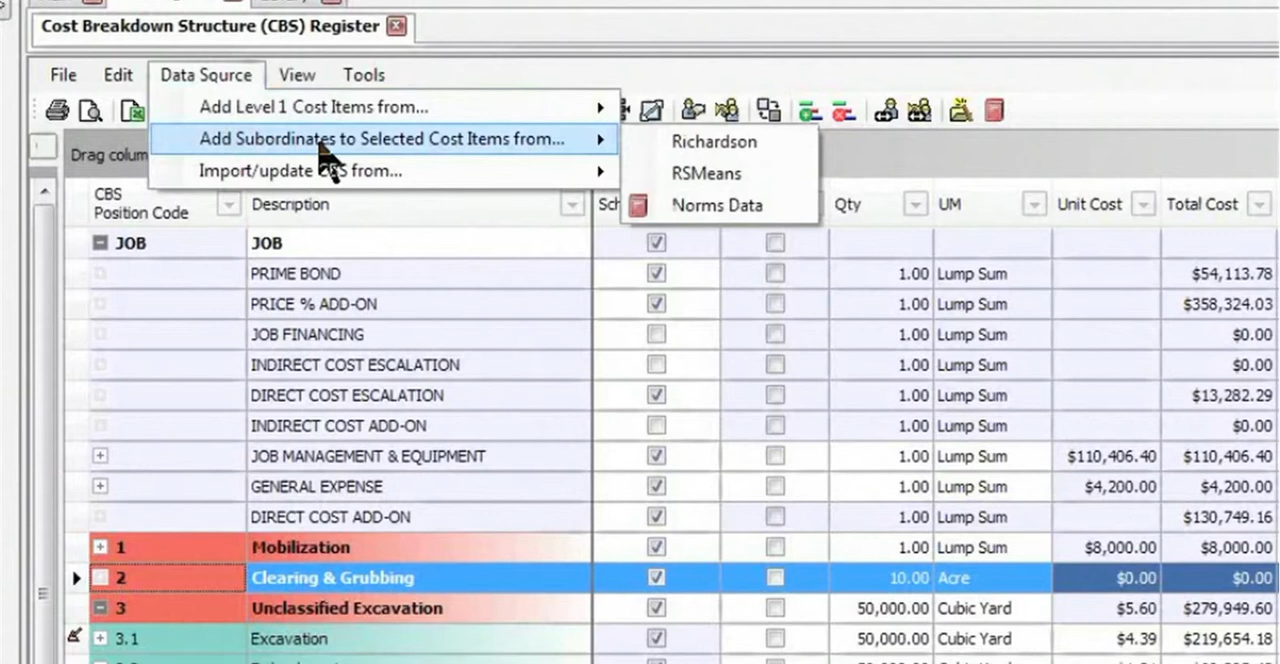 Cost Breakdown Structure (CBS) Register
File Edit Data Source View Tools
Add Level 1 Cost Items from...
Add Subordinates to Selected Cost Items from...
Richardson
Drag colum
Import/update CBS from...
RSMeans
Norms Data
CBS Position Code Description Sch Qty UM Unit Cost Total Cost
JOB JOB
PRIME BOND 1.00 Lump Sum $54,113.78
PRICE % ADD-ON 1.00 Lump Sum $358,324.03
JOB FINANCING 1.00 Lump Sum $0.00
INDIRECT COST ESCALATION 1.00 Lump Sum $0.00
DIRECT COST ESCALATION 1.00 Lump Sum $13,282.29
INDIRECT COST ADD-ON 1.00 Lump Sum $0.00
JOB MANAGEMENT & EQUIPMENT 1.00 Lump Sum $110,406.40 $110,406.40
GENERAL EXPENSE 1.00 Lump Sum $4,200.00 $4,200.00
DIRECT COST ADD-ON 1.00 Lump Sum $130,749.16
1 Mobilization 1.00 Lump Sum $8,000.00 $8,000.00
2 Clearing & Grubbing 10.00 Acre $0.00 $0.00
3 Unclassified Excavation 50,000.00 Cubic Yard $5.60 $279,949.60
3.1 Excavation 50,000.00 Cubic Yard $4.39 $219,654.18